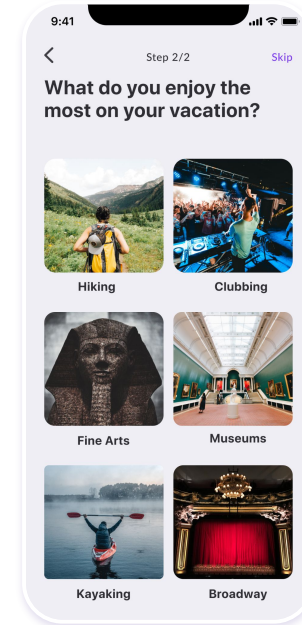 9:41
Step 2/2
Skip
What do you enjoy the
most on your vacation?
Hiking
Clubbing
Fine Arts
Museums
Kayaking
Broadway